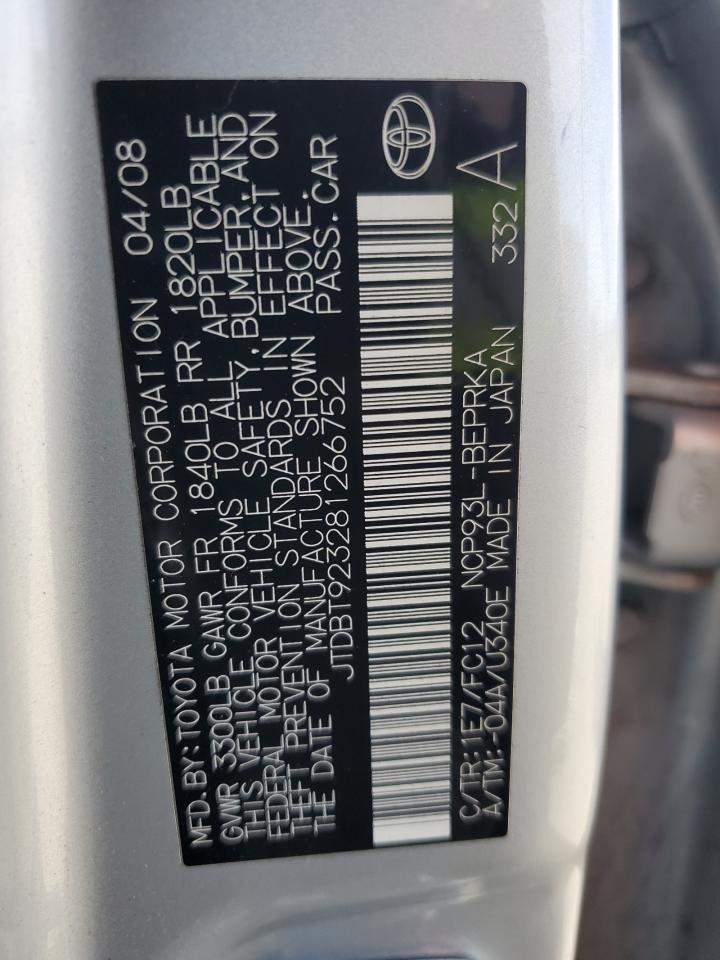 MFD. BY: TOYOTA MOTOR CORPORATION 04/08
GVWR 3300LB GAWR FR 1840LB RR 1820LB
THIS VEHICLE CONFORMS TO ALL APPLICABLE
FEDERAL MOTOR VEHICLE SAFETY, BUMPER, AND
THEFT PREVENTION STANDARDS IN EFFECT ON
THE DATE OF MANUFACTURE SHOWN ABOVE.
JTDBT923281266752 PASS. CAR
C/TR: 1E7/FC12 NCP93L-BEPRKA
A/TM: -04A/U340E MADE IN JAPAN 332 A